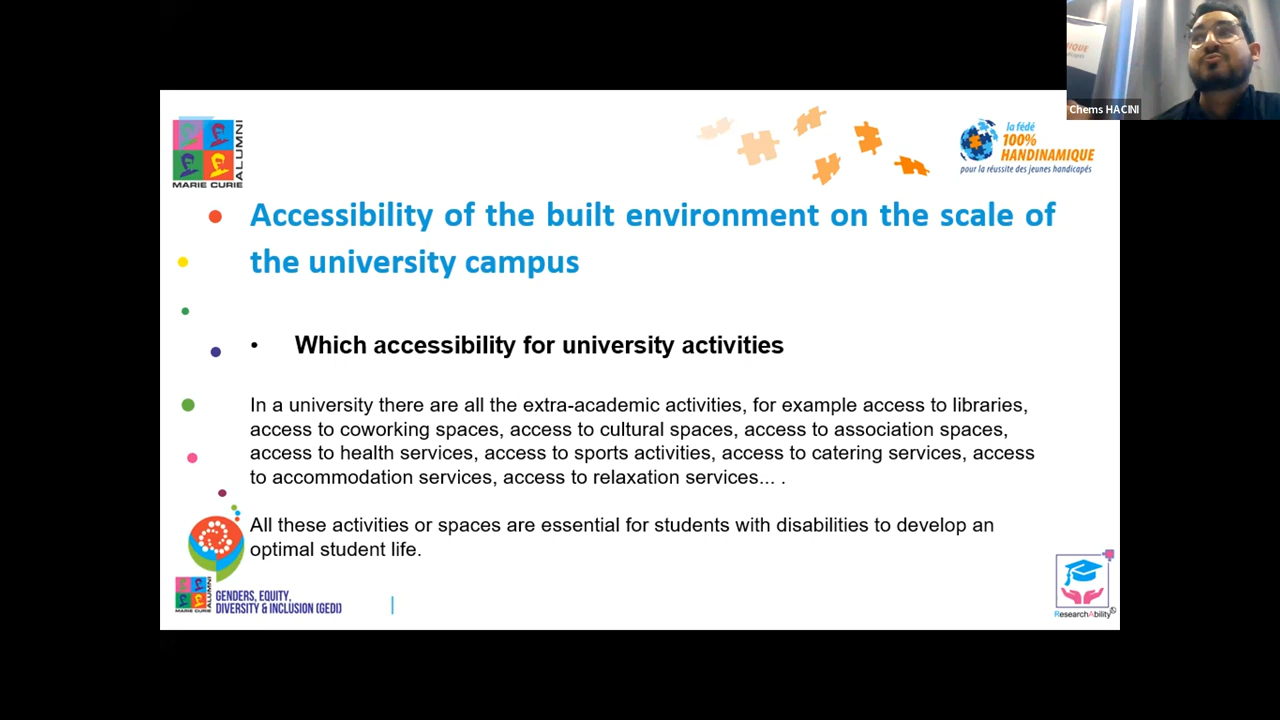 Chems HACINI
MARIE CURIE
ALUMNI
la fédé
100%
HANDINAMIQUE
pour la réussite des jeunes handicapés
Accessibility of the built environment on the scale of
the university campus
• Which accessibility for university activities
In a university there are all the extra-academic activities, for example access to libraries,
access to coworking spaces, access to cultural spaces, access to association spaces,
access to health services, access to sports activities, access to catering services, access
to accommodation services, access to relaxation services... .
All these activities or spaces are essential for students with disabilities to develop an
optimal student life.
MARIE CURIE
ALUMNI
GENDERS, EQUITY,
DIVERSITY & INCLUSION (GEDI)
ResearchAbility